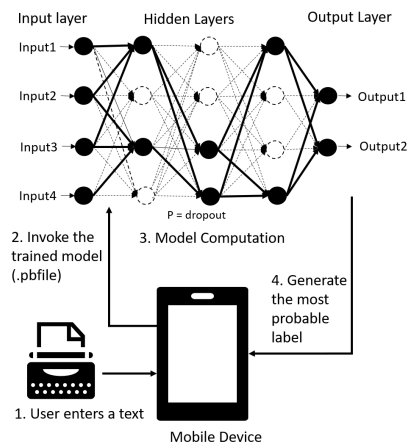 Input layer
Hidden Layers
Output Layer
Input1
Input2
Input3
Input4
Output1
Output2
P = dropout
2. Invoke the
trained model
(.pbfile)
3. Model Computation
4. Generate
the most
probable
label
1. User enters a text
Mobile Device